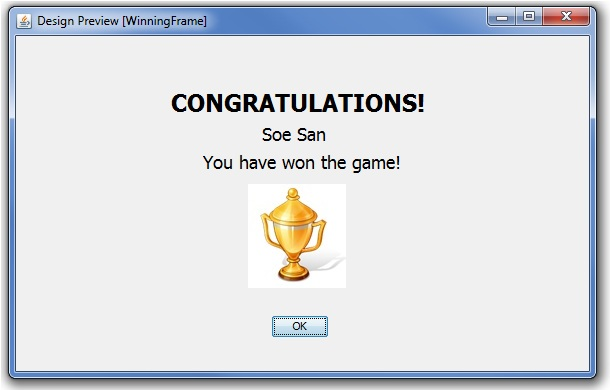 Design Preview [WinningFrame]
CONGRATULATIONS!
Soe San
You have won the game!
OK